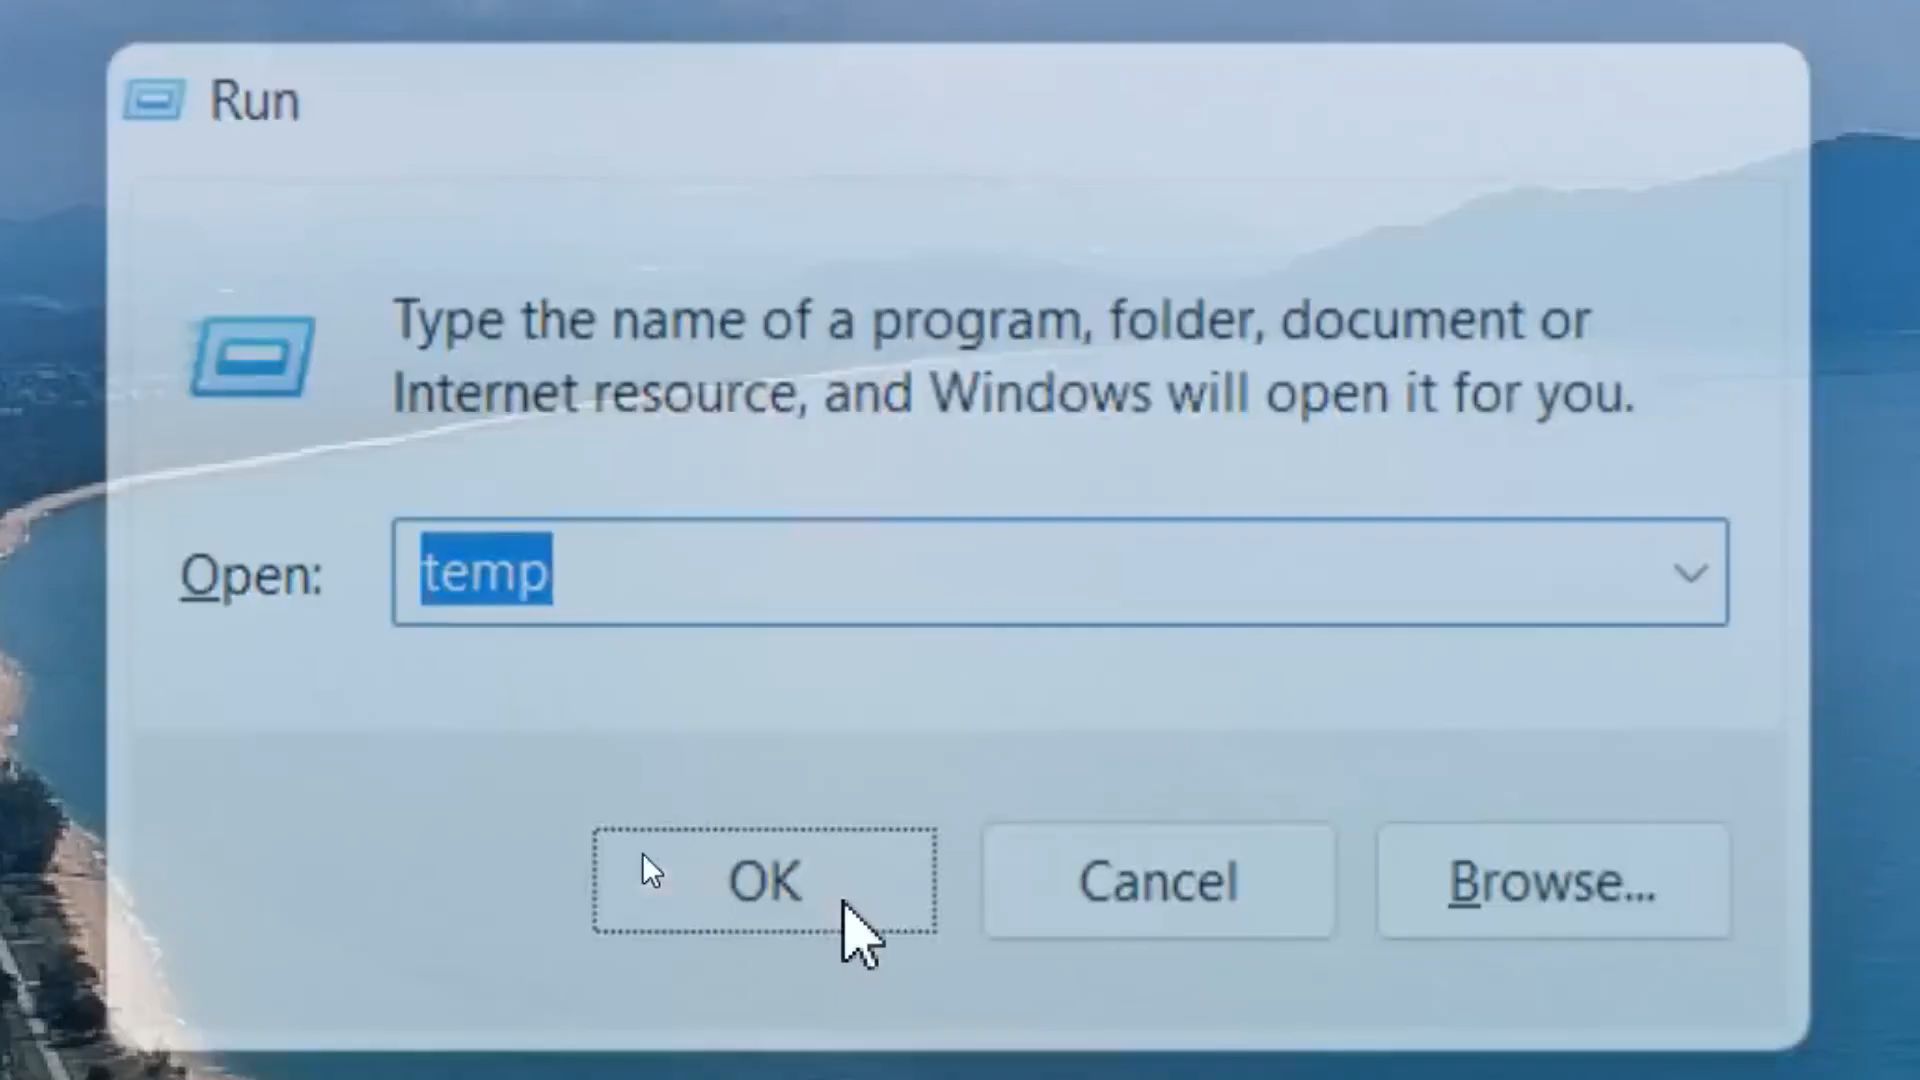 Run
Type the name of a program, folder, document or
Internet resource, and Windows will open it for you.
Open:
temp
OK
Cancel
Browse...